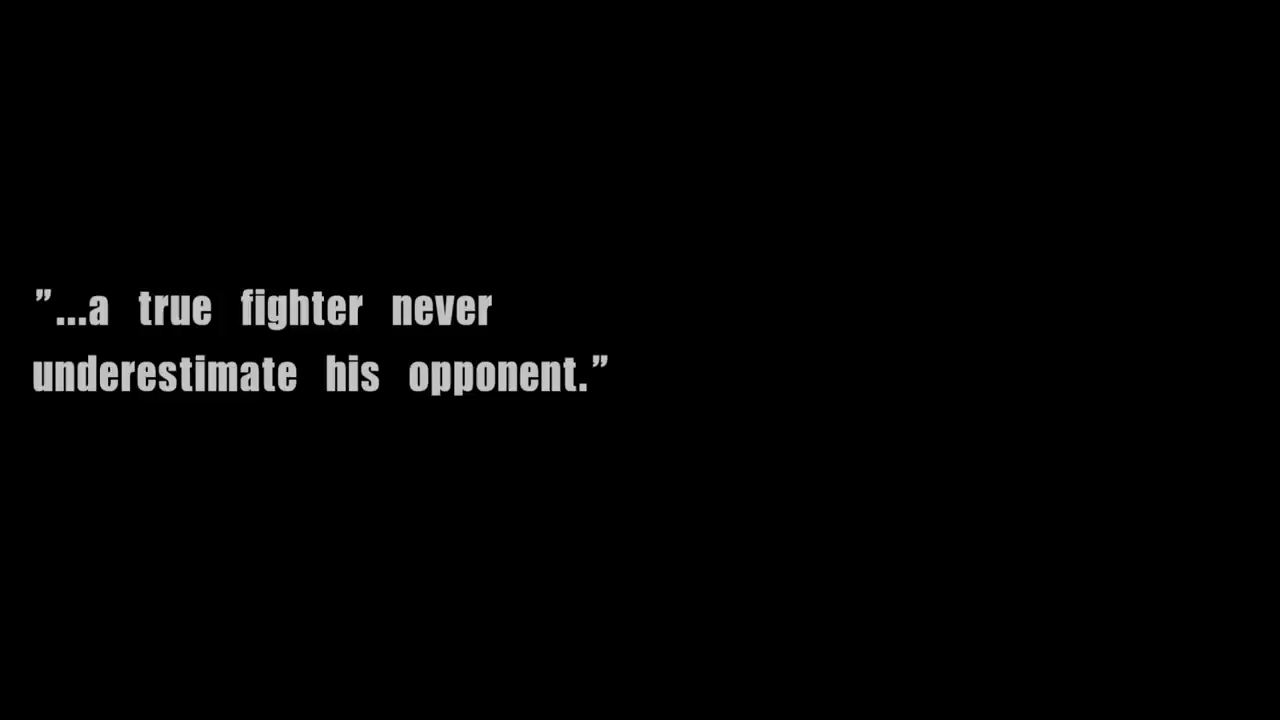 ”...a true fighter never
underestimate his opponent.”